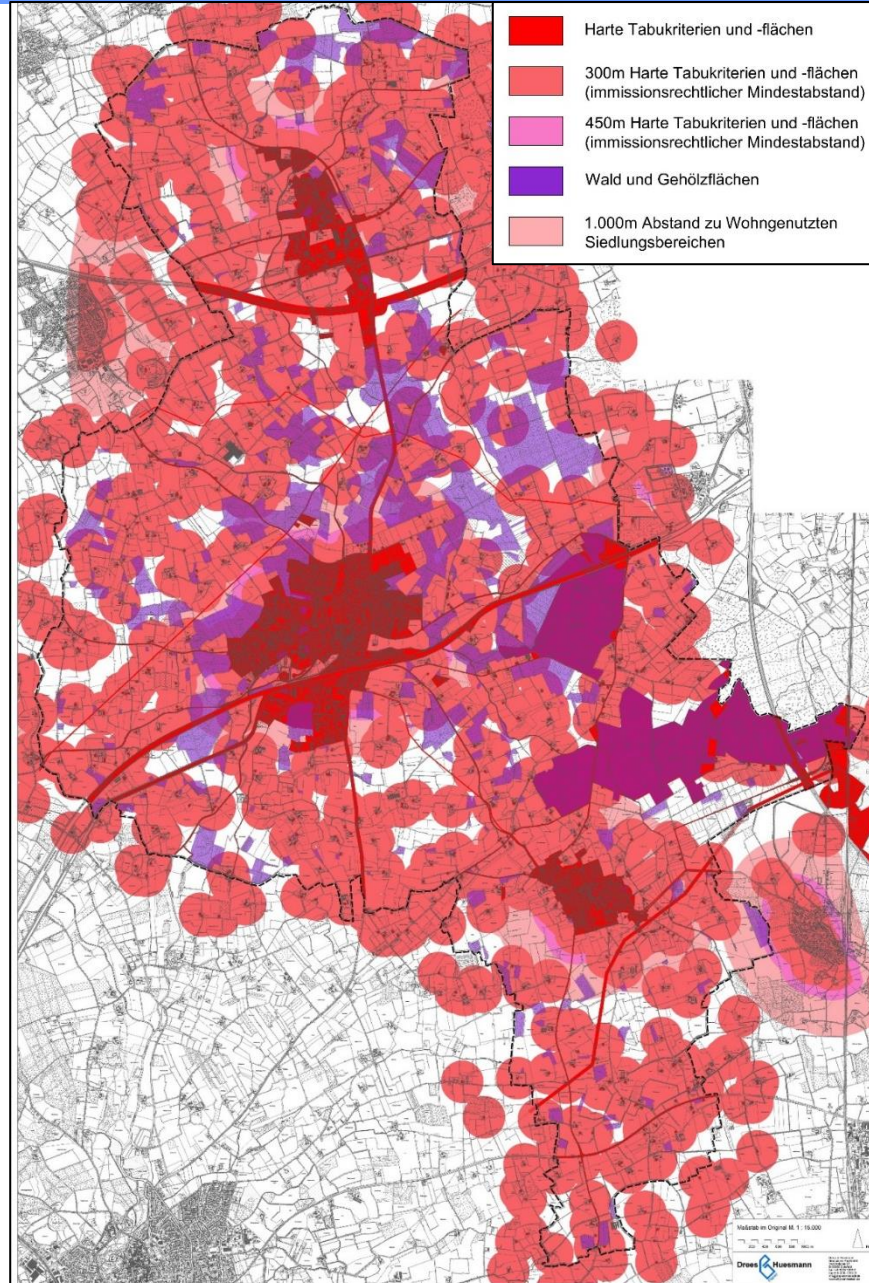 Harte Tabukriterien und -flächen
300m Harte Tabukriterien und -flächen
(immissionsrechtlicher Mindestabstand)
450m Harte Tabukriterien und -flächen
(immissionsrechtlicher Mindestabstand)
Wald und Gehölzflächen
1.000m Abstand zu Wohngenutzten
Siedlungsbereichen
Maßstab im Original M. 1 : 15.000
Drees Huesmann